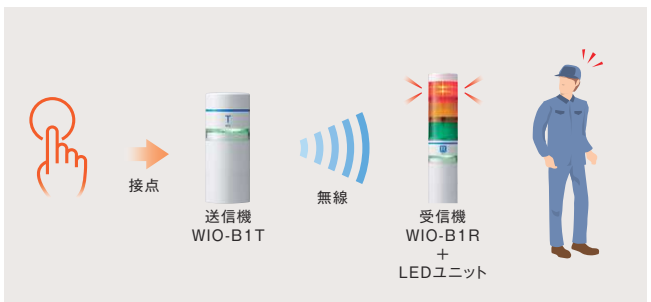 T
R
接点
無線
送信機
WIO-B1T
受信機
WIO-B1R
+
LEDユニット